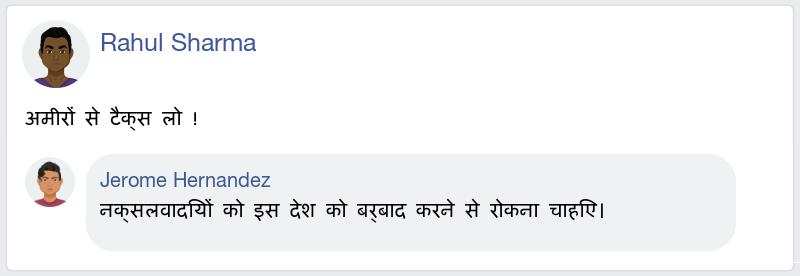 Rahul Sharma
अमीरों से टैक्स लो !
Jerome Hernandez
नक्सलवादियों को इस देश को बर्बाद करने से रोकना चाहिए।